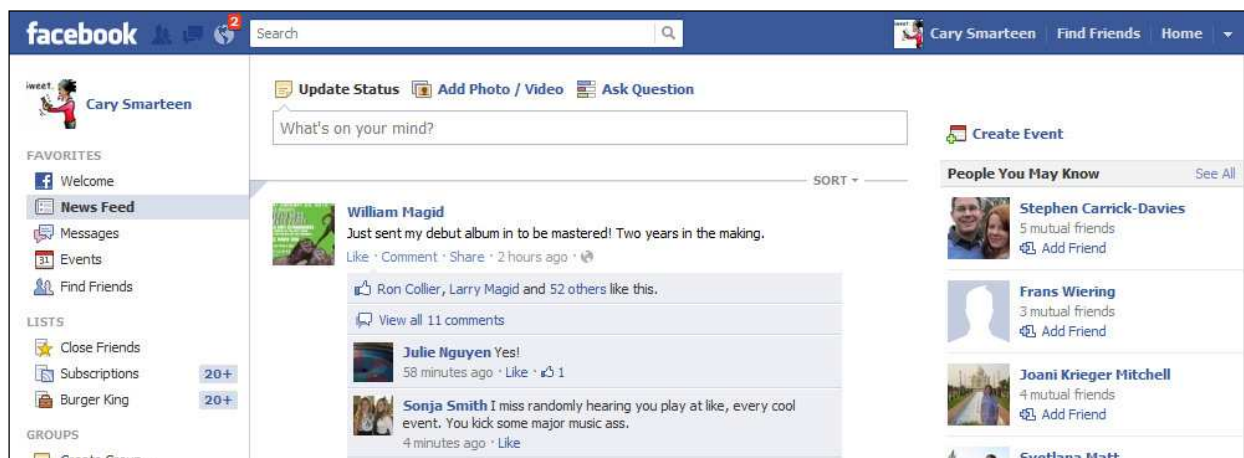 facebook
2
Search
Cary Smarteen
Find Friends
Home
Cary Smarteen
FAVORITES
Welcome
News Feed
Messages
31 Events
Find Friends
LISTS
Close Friends
Subscriptions 20+
Burger King 20+
GROUPS
Create Group
Update Status Add Photo / Video Ask Question
What's on your mind?
SORT
William Magid
Just sent my debut album in to be mastered! Two years in the making.
Like · Comment · Share · 2 hours ago ·
Ron Collier, Larry Magid and 52 others like this.
View all 11 comments
Julie Nguyen Yes!
58 minutes ago · Like · 1
Sonja Smith I miss randomly hearing you play at like, every cool
event. You kick some major music ass.
4 minutes ago · Like
Create Event
People You May Know See All
Stephen Carrick-Davies
5 mutual friends
Add Friend
Frans Wiering
3 mutual friends
Add Friend
Joani Krieger Mitchell
4 mutual friends
Add Friend
Svetlana Matt